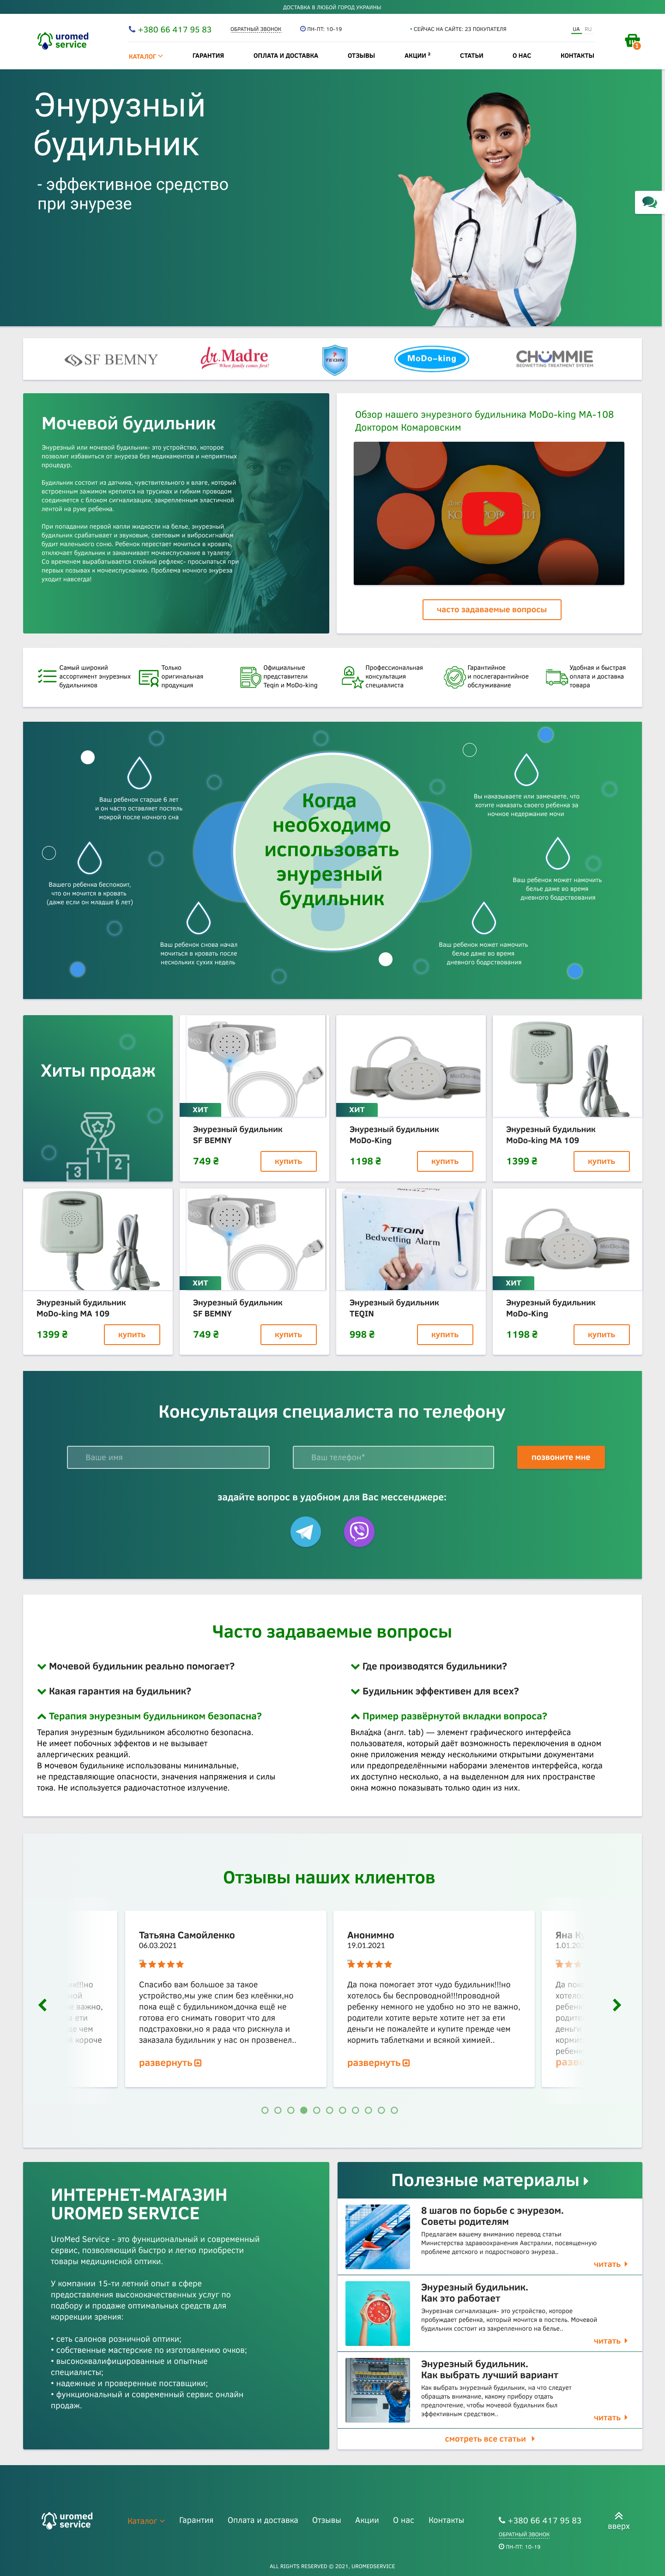 ДОСТАВКА В ЛЮБОЙ ГОРОД УКРАИНЫ
uromed
service
+380 66 417 95 83
ОБРАТНЫЙ ЗВОНОК
ПН-ПТ: 10-19
• СЕЙЧАС НА САЙТЕ: 23 ПОКУПАТЕЛЯ
UA RU
1
КАТАЛОГ
ГАРАНТИЯ
ОПЛАТА И ДОСТАВКА
ОТЗЫВЫ
АКЦИИ
СТАТЬИ
О НАС
КОНТАКТЫ
Энурузный
будильник
- эффективное средство
при энурезе
SF BEMNY
dr.Madre
When family comes first!
TEQIN
MoDo-king
CHUMMIE
BEDWETTING TREATMENT SYSTEM
Мочевой будильник
Энурезный или мочевой будильник- это устройство, которое
позволит избавиться от энуреза без медикаментов и неприятных
процедур.
Будильник состоит из датчика, чувствительного к влаге, который
встроенным зажимом крепится на трусиках и гибким проводом
соединяется с блоком сигнализации, закрепленным эластичной
лентой на руке ребенка.
При попадании первой капли жидкости на белье, энурезный
будильник срабатывает и звуковым, световым и вибросигналом
будит маленького соню. Ребенок перестает мочиться в кровать,
отключает будильник и заканчивает мочеиспускание в туалете.
Со временем вырабатывается стойкий рефлекс- просыпаться при
первых позывах к мочеиспусканию. Проблема ночного энуреза
уходит навсегда!
Обзор нашего энурезного будильника MoDo-king MA-108
Доктором Комаровским
часто задаваемые вопросы
Самый широкий
ассортимент энурезных
будильников
Только
оригинальная
продукция
Официальные
представители
Teqin и MoDo-king
Профессиональная
консультация
специалиста
Гарантийное
и послегарантийное
обслуживание
Удобная и быстрая
оплата и доставка
товара
Ваш ребенок старше 6 лет
и он часто оставляет постель
мокрой после ночного сна
Вашего ребенка беспокоит,
что он мочится в кровать
(даже если он младше 6 лет)
Ваш ребенок снова начал
мочиться в кровать после
нескольких сухих недель
?
Когда
необходимо
использовать
энурезный
будильник
Вы наказываете или замечаете, что
хотите наказать своего ребенка за
ночное недержание мочи
Ваш ребенок может намочить
белье даже во время
дневного бодрствования
Ваш ребенок может намочить
белье даже во время
дневного бодрствования
Хиты продаж
2 1 3
ХИТ
Энурезный будильник
SF BEMNY
749 ₴
купить
ХИТ
Энурезный будильник
MoDo-King
1198 ₴
купить
Энурезный будильник
MoDo-king MA 109
1399 ₴
купить
Энурезный будильник
MoDo-king MA 109
1399 ₴
купить
ХИТ
Энурезный будильник
SF BEMNY
749 ₴
купить
TEQIN
Bedwetting Alarm
Энурезный будильник
TEQIN
998 ₴
купить
ХИТ
Энурезный будильник
MoDo-King
1198 ₴
купить
Консультация специалиста по телефону
Ваше имя
Ваш телефон*
позвоните мне
задайте вопрос в удобном для Вас мессенджере:
Часто задаваемые вопросы
Мочевой будильник реально помогает?
Какая гарантия на будильник?
Терапия энурезным будильником безопасна?
Терапия энурезным будильником абсолютно безопасна.
Не имеет побочных эффектов и не вызывает
аллергических реакций.
В мочевом будильнике использованы минимальные,
не представляющие опасности, значения напряжения и силы
тока. Не используется радиочастотное излучение.
Где производятся будильники?
Будильник эффективен для всех?
Пример развёрнутой вкладки вопроса?
Вкла́дка (англ. tab) — элемент графического интерфейса
пользователя, который даёт возможность переключения в одном
окне приложения между несколькими открытыми документами
или предопределёнными наборами элементов интерфейса, когда
их доступно несколько, а на выделенном для них пространстве
окна можно показывать только один из них.
Отзывы наших клиентов
Татьяна Самойленко
06.03.2021
Спасибо вам большое за такое
устройство,мы уже спим без клеёнки,но
пока ещё с будильником,дочка ещё не
готова его снимать говорит что для
подстраховки,но я рада что рискнула и
заказала будильник у нас он прозвенел..
развернуть
Анонимно
19.01.2021
Да пока помогает этот чудо будильник!!!но
хотелось бы беспроводной!!!проводной
ребенку немного не удобно но это не важно,
родители хотите верьте хотите нет за ети
деньги не пожалейте и купите прежде чем
кормить таблетками и всякой химией..
развернуть
ИНТЕРНЕТ-МАГАЗИН
UROMED SERVICE
UroMed Service - это функциональный и современный
сервис, позволяющий быстро и легко приобрести
товары медицинской оптики.
У компании 15-ти летний опыт в сфере
предоставления высококачественных услуг по
подбору и продаже оптимальных средств для
коррекции зрения:
• сеть салонов розничной оптики;
• собственные мастерские по изготовлению очков;
• высококвалифицированные и опытные
специалисты;
• надежные и проверенные поставщики;
• функциональный и современный сервис онлайн
продаж.
Полезные материалы
8 шагов по борьбе с энурезом.
Советы родителям
Предлагаем вашему вниманию перевод статьи
Министерства здравоохранения Австралии, посвященную
проблеме детского и подросткового энуреза..
читать
Энурезный будильник.
Как это работает
Энурезная сигнализация- это устройство, которое
пробуждает ребенка, который мочится в постель. Мочевой
будильник состоит из закрепленного на белье..
читать
Энурезный будильник.
Как выбрать лучший вариант
Как выбрать энурезный будильник, на что следует
обращать внимание, какому прибору отдать
предпочтение, чтобы мочевой будильник был
эффективным средством..
читать
смотреть все статьи
uromed
service
Каталог
Гарантия
Оплата и доставка
Отзывы
Акции
О нас
Контакты
+380 66 417 95 83
ОБРАТНЫЙ ЗВОНОК
ПН-ПТ: 10-19
вверх
ALL RIGHTS RESERVED © 2021, UROMEDSERVICE